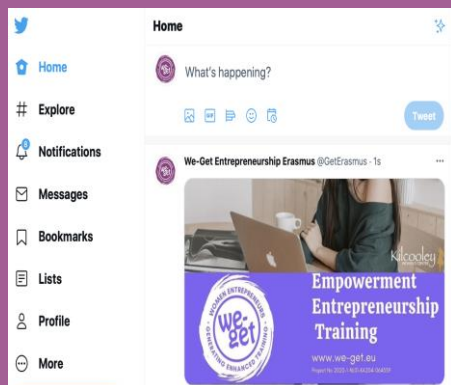 Home
Home
What's happening?
Explore
GIF
Tweet
Notifications
We-Get Entrepreneurship Erasmus @GetErasmus · 1s
Messages
Bookmarks
Kilcooley
Lists
Empowerment
Entrepreneurship
Training
WOMEN ENTREPRENEURS
we-
get
GENERATING ENHANCED TRAINING
www.we-get.eu
Profile
More